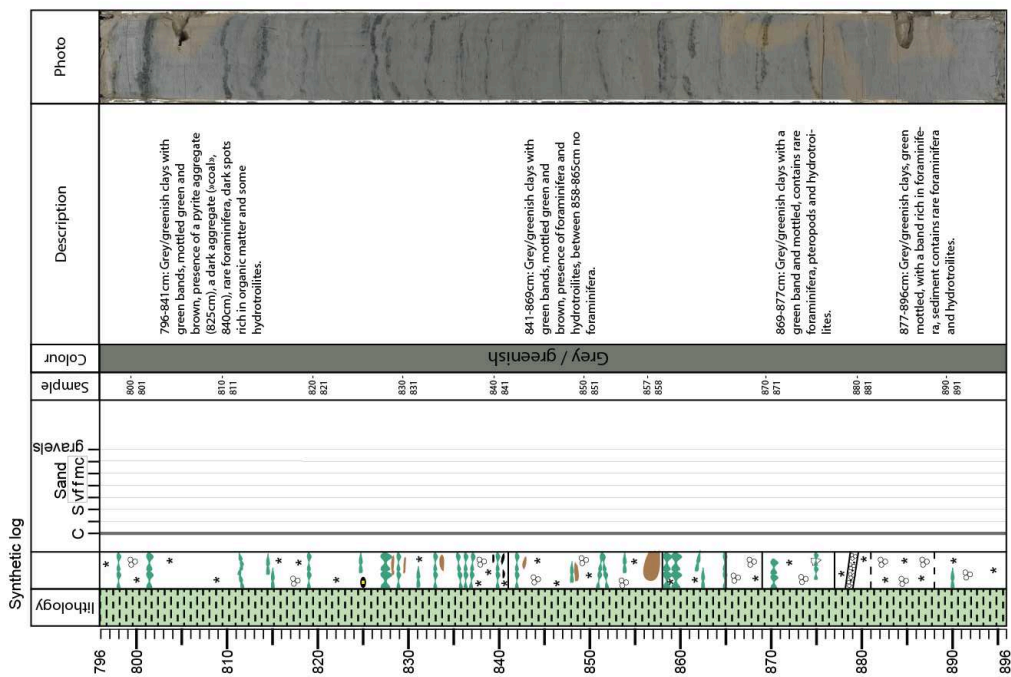 Synthetic log
Photo
Description
Colour
Sample
gravels
Sand
vf f m c
S
C
lithology
796-841cm: Grey/greenish clays with
green bands, mottled green and
brown, presence of a pyrite aggregate
(825cm), a dark aggregate («coal»,
840cm), rare foraminifera, dark spots
rich in organic matter and some
hydrotroilites.
841-869cm: Grey/greenish clays with
green bands, mottled green and
brown, presence of foraminifera and
hydrotroilites, between 858-865cm no
foraminifera.
869-877cm: Grey/greenish clays with a
green band and mottled, contains rare
foraminifera, pteropods and hydrotroi-
lites.
877-896cm: Grey/greenish clays, green
mottled, with a band rich in foraminife-
ra, sediment contains rare foraminifera
and hydrotroilites.
Grey / greenish
800-
801
810-
811
820-
821
830-
831
840-
841
850-
851
857-
858
870-
871
880-
881
890-
891
796
800
810
820
830
840
850
860
870
880
890
896